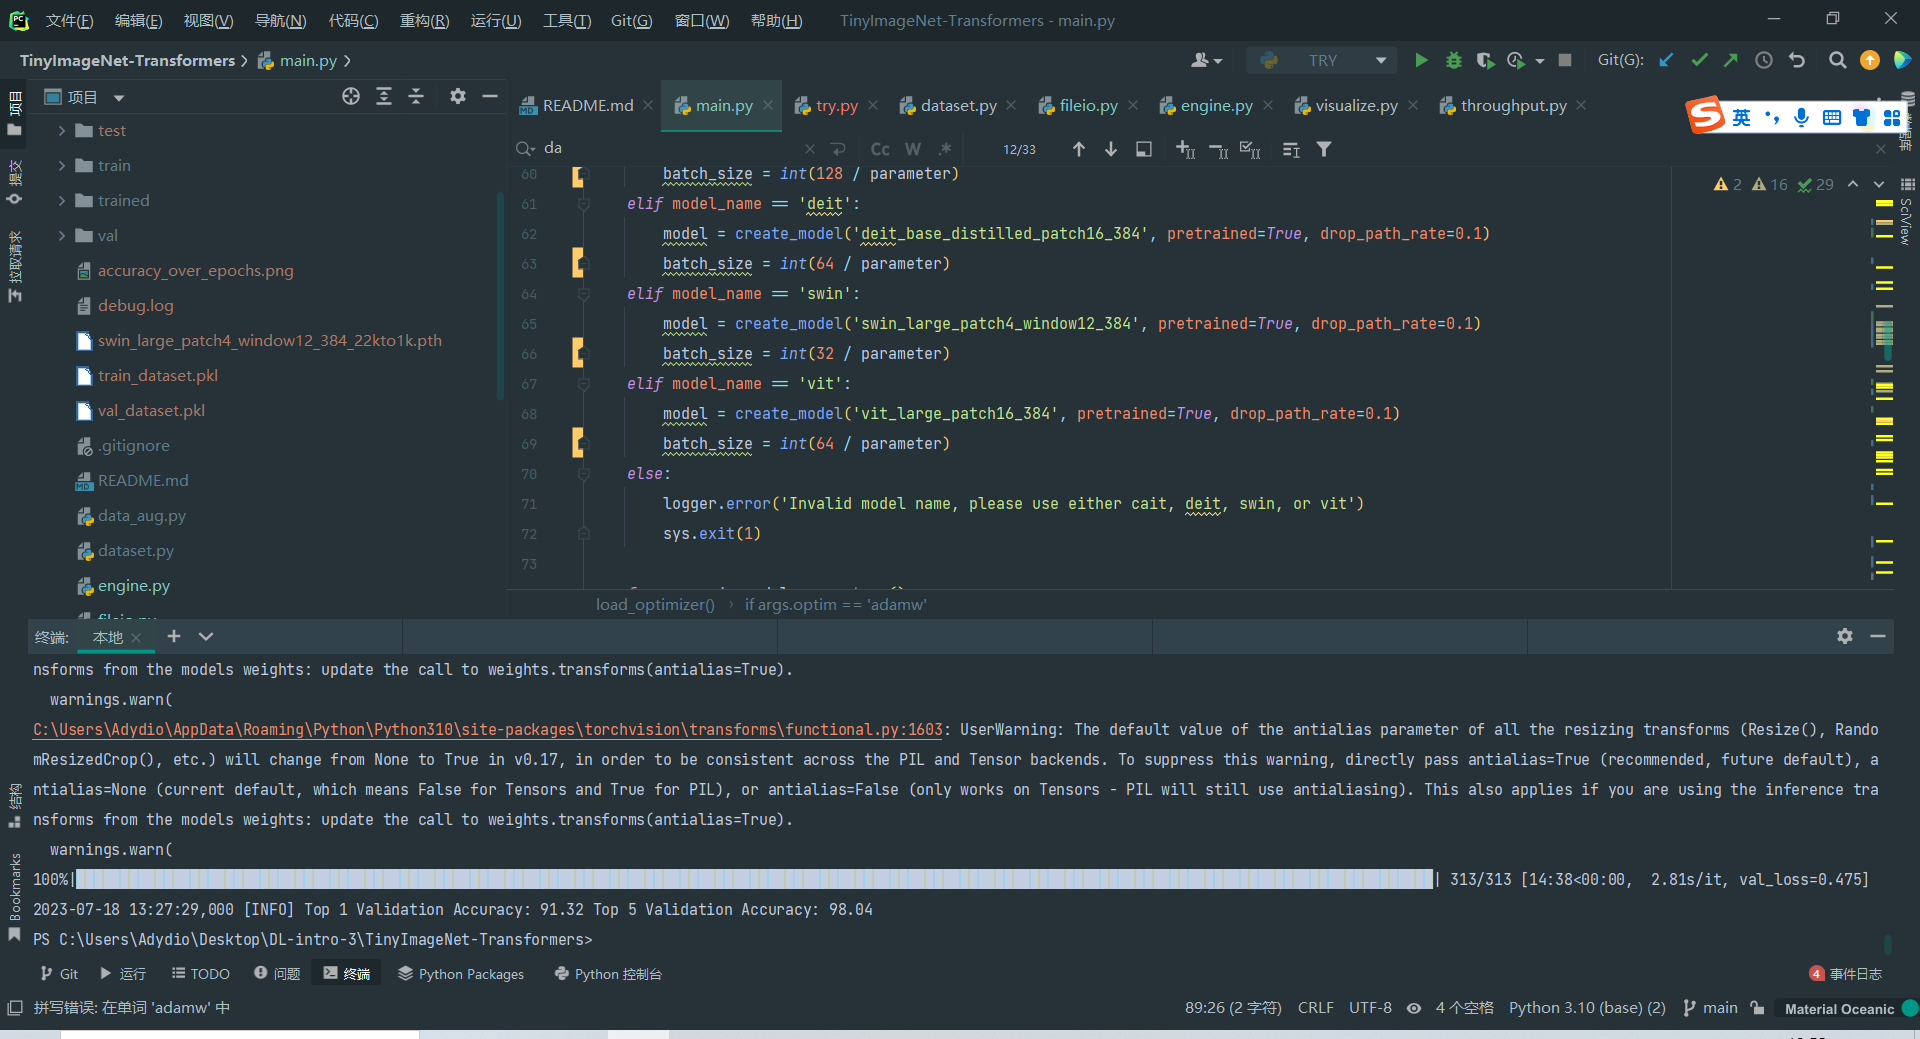 文件(F) 编辑(E) 视图(V) 导航(N) 代码(C) 重构(R) 运行(U) 工具(T) Git(G) 窗口(W) 帮助(H) TinyImageNet-Transformers - main.py
TinyImageNet-Transformers main.py TRY Git(G):
项目
README.md main.py try.py dataset.py fileio.py engine.py visualize.py throughput.py
英
da Cc W .* 12/33
2 16 29
项目
提交
拉取请求
结构
Bookmarks
SciView
test
train
trained
val
accuracy_over_epochs.png
debug.log
swin_large_patch4_window12_384_22kto1k.pth
train_dataset.pkl
val_dataset.pkl
.gitignore
README.md
data_aug.py
dataset.py
engine.py
fileio.py
60 batch_size = int(128 / parameter)
61 elif model_name == 'deit':
62 model = create_model('deit_base_distilled_patch16_384', pretrained=True, drop_path_rate=0.1)
63 batch_size = int(64 / parameter)
64 elif model_name == 'swin':
65 model = create_model('swin_large_patch4_window12_384', pretrained=True, drop_path_rate=0.1)
66 batch_size = int(32 / parameter)
67 elif model_name == 'vit':
68 model = create_model('vit_large_patch16_384', pretrained=True, drop_path_rate=0.1)
69 batch_size = int(64 / parameter)
70 else:
71 logger.error('Invalid model name, please use either cait, deit, swin, or vit')
72 sys.exit(1)
73
load_optimizer() › if args.optim == 'adamw'
终端: 本地
nsforms from the models weights: update the call to weights.transforms(antialias=True).
warnings.warn(
C:\Users\Adydio\AppData\Roaming\Python\Python310\site-packages\torchvision\transforms\functional.py:1603: UserWarning: The default value of the antialias parameter of all the resizing transforms (Resize(), Rando
mResizedCrop(), etc.) will change from None to True in v0.17, in order to be consistent across the PIL and Tensor backends. To suppress this warning, directly pass antialias=True (recommended, future default), a
ntialias=None (current default, which means False for Tensors and True for PIL), or antialias=False (only works on Tensors - PIL will still use antialiasing). This also applies if you are using the inference tra
nsforms from the models weights: update the call to weights.transforms(antialias=True).
warnings.warn(
100%| | 313/313 [14:38<00:00, 2.81s/it, val_loss=0.475]
2023-07-18 13:27:29,000 [INFO] Top 1 Validation Accuracy: 91.32 Top 5 Validation Accuracy: 98.04
PS C:\Users\Adydio\Desktop\DL-intro-3\TinyImageNet-Transformers>
Git 运行 TODO 问题 终端 Python Packages Python 控制台 4 事件日志
拼写错误: 在单词 'adamw' 中 89:26 (2 字符) CRLF UTF-8 4 个空格 Python 3.10 (base) (2) main Material Oceanic